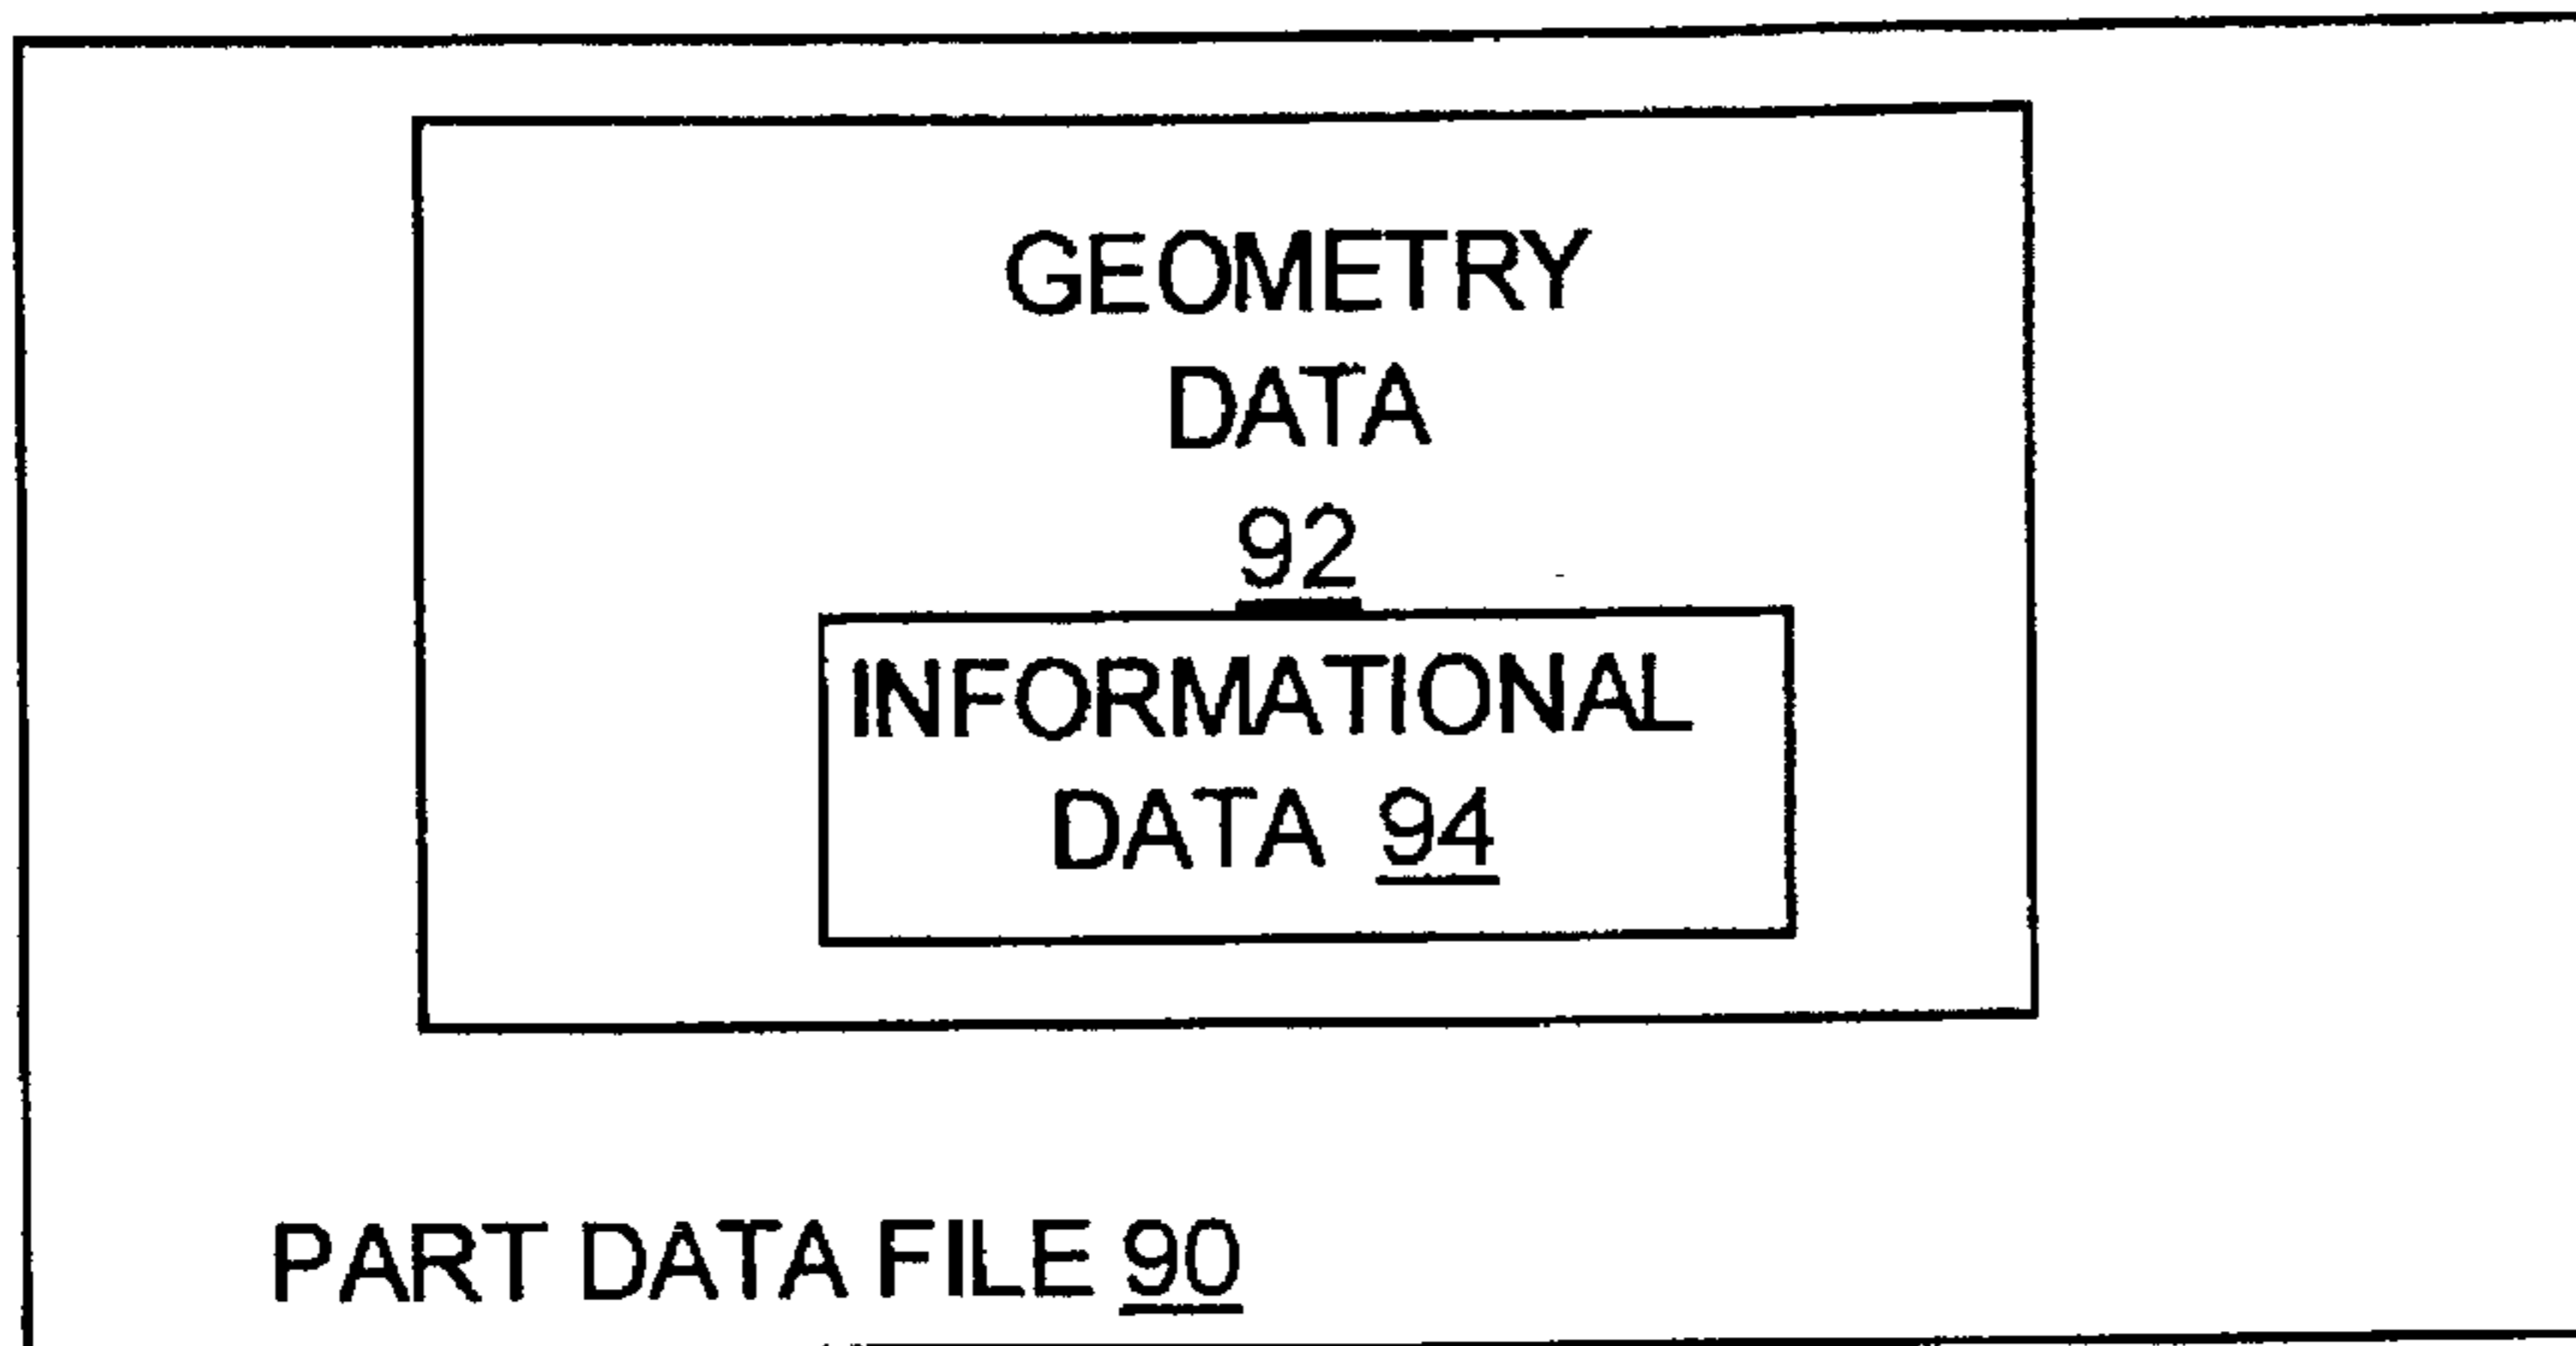 GEOMETRY
DATA
92
INFORMATIONAL
DATA 94
PART DATA FILE 90